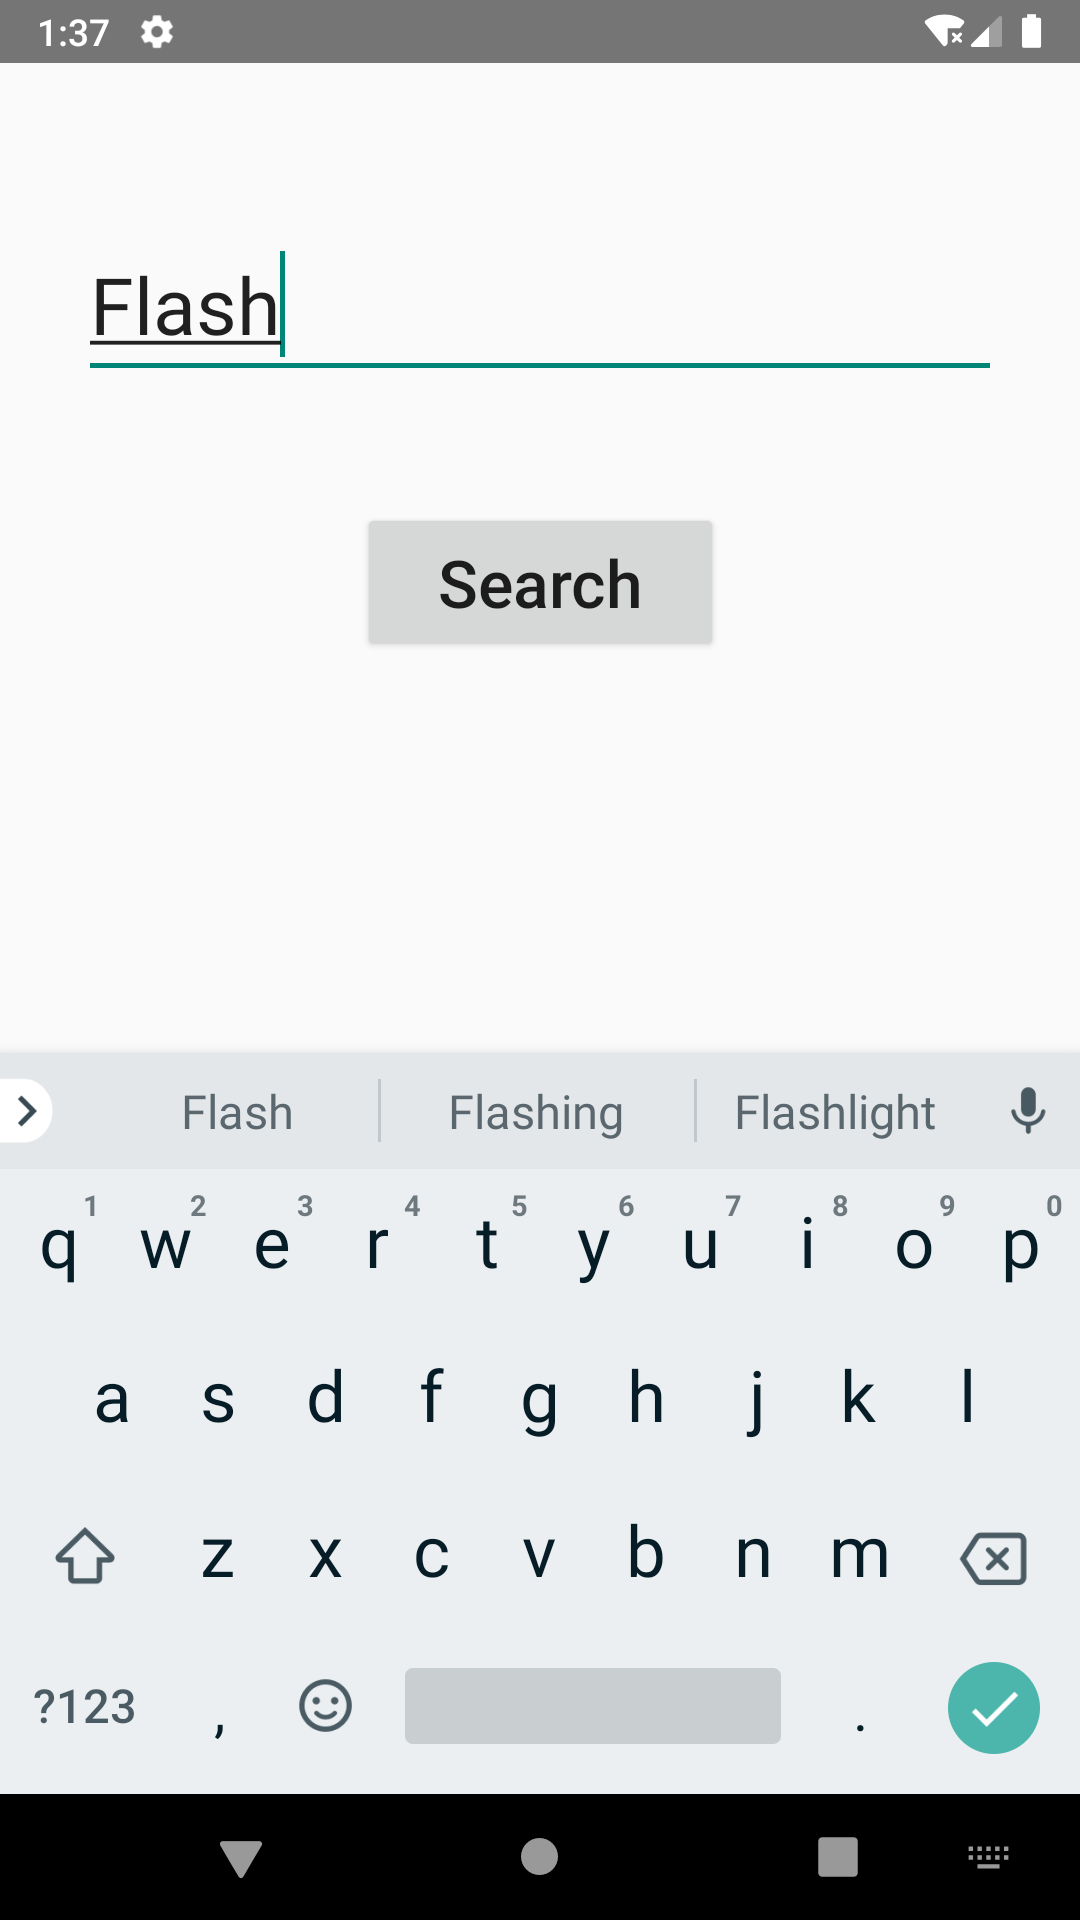 1:37
Flash
Search
Flash Flashing Flashlight
1 2 3 4 5 6 7 8 9 0
q w e r t y u i o p
a s d f g h j k l
z x c v b n m
?123 , .